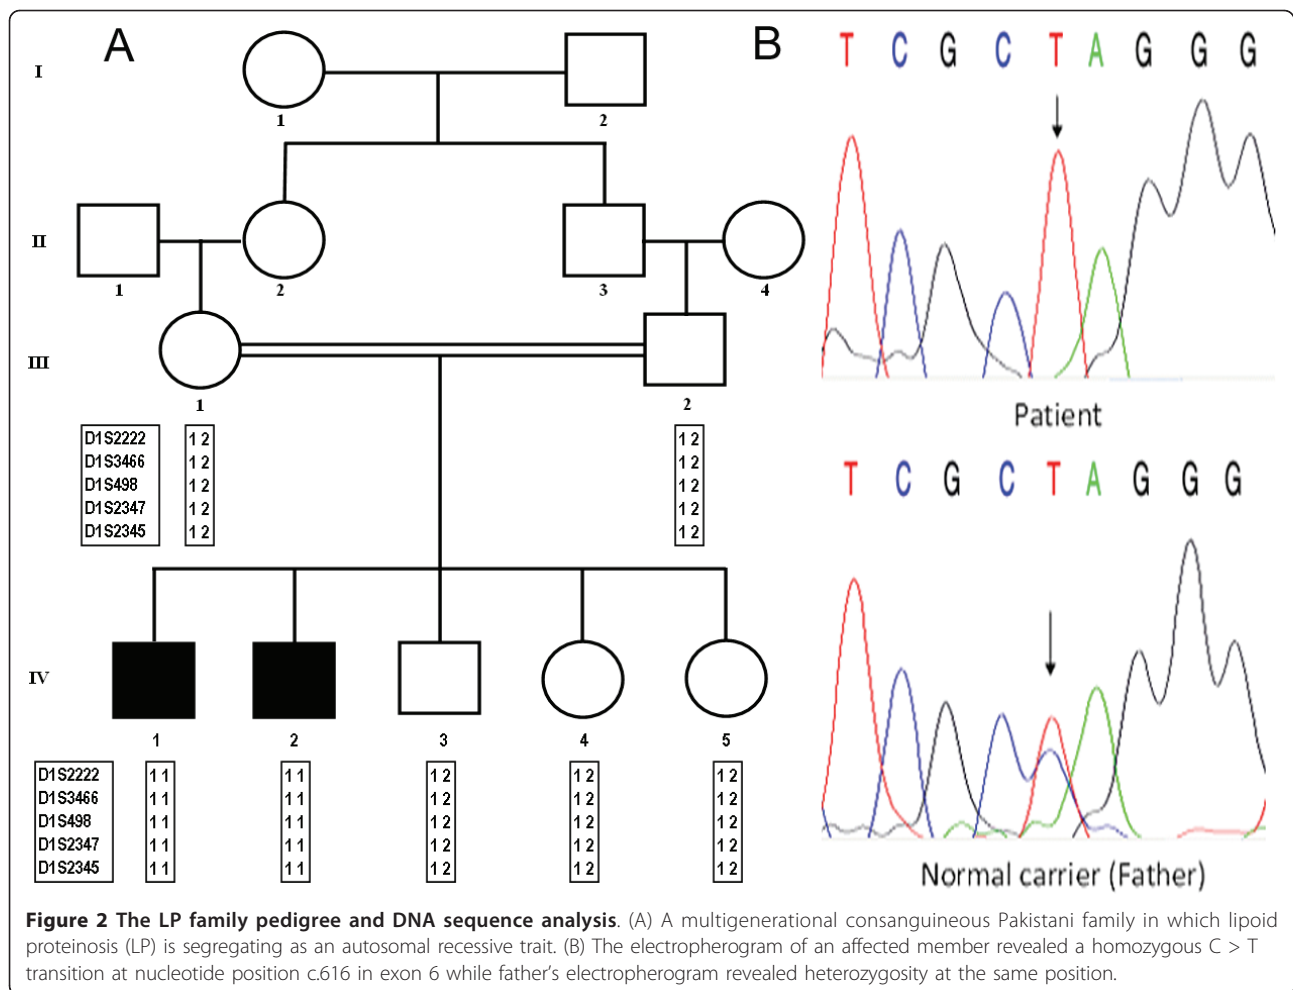 A
B
T C G C T A G G G
I
1
2
II
1
2
3
4
Patient
III
1
2
D1S2222 1 2 1 2
D1S3466 1 2 1 2
D1S498 1 2 1 2
D1S2347 1 2 1 2
D1S2345 1 2 1 2
T C G C T A G G G
IV
1 2 3 4 5
D1S2222 1 1 1 1 1 2 1 2 1 2
D1S3466 1 1 1 1 1 2 1 2 1 2
D1S498 1 1 1 1 1 2 1 2 1 2
D1S2347 1 1 1 1 1 2 1 2 1 2
D1S2345 1 1 1 1 1 2 1 2 1 2
Normal carrier (Father)
Figure 2 The LP family pedigree and DNA sequence analysis. (A) A multigenerational consanguineous Pakistani family in which lipoid
proteinosis (LP) is segregating as an autosomal recessive trait. (B) The electropherogram of an affected member revealed a homozygous C > T
transition at nucleotide position c.616 in exon 6 while father's electropherogram revealed heterozygosity at the same position.